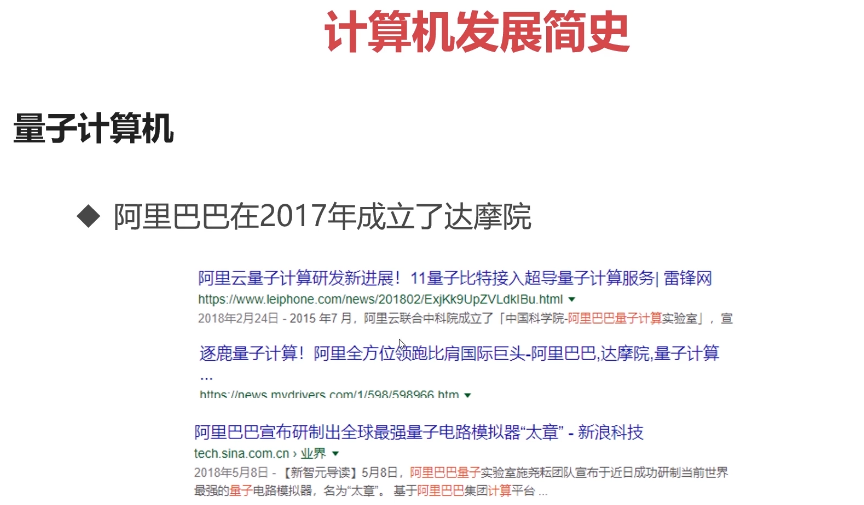 计算机发展简史
量子计算机
◆ 阿里巴巴在2017年成立了达摩院
阿里云量子计算研发新进展！11量子比特接入超导量子计算服务| 雷锋网
https://www.leiphone.com/news/201802/ExjKk9UpZVLdkIBu.html ▼
2018年2月24日 - 2015 年7 月，阿里云联合中科院成立了「中国科学院-阿里巴巴量子计算实验室」，宣
逐鹿量子计算！阿里全方位领跑比肩国际巨头-阿里巴巴,达摩院,量子计算
...
https://news.mydrivers.com/1/598/598966.htm ▼
阿里巴巴宣布研制出全球最强量子电路模拟器“太章” - 新浪科技
tech.sina.com.cn › 业界 ▼
2018年5月8日 - 【新智元导读】5月8日，阿里巴巴量子实验室施尧耘团队宣布于近日成功研制当前世界
最强的量子电路模拟器，名为“太章”。 基于阿里巴巴集团计算平台 ...